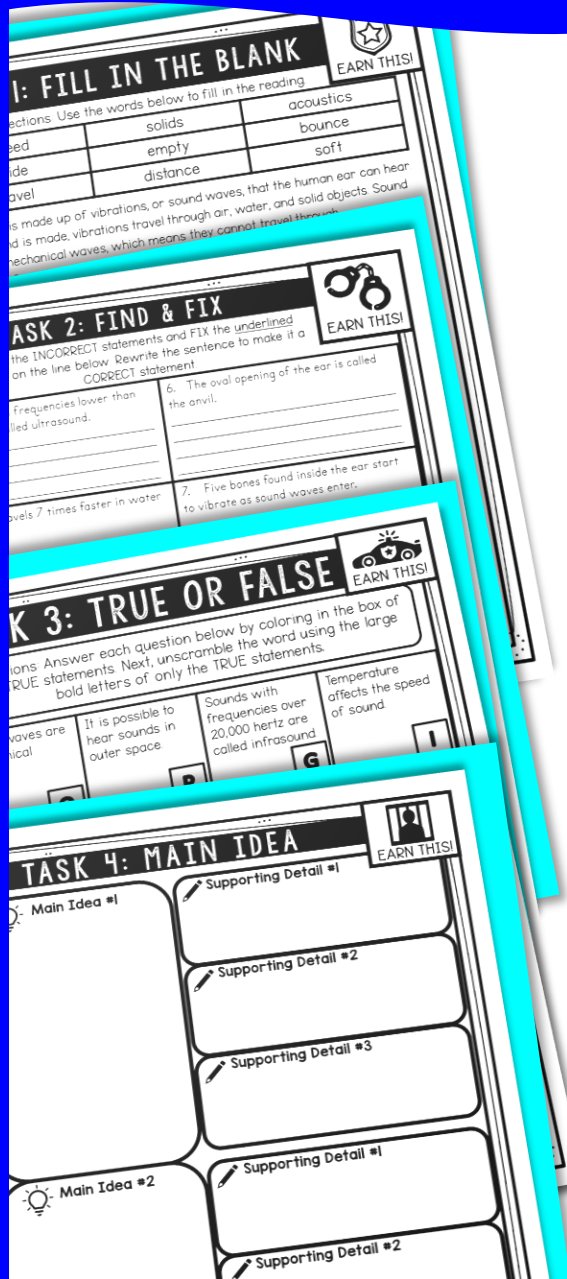 1: FILL IN THE BLANK
EARN THIS!
Use the words below to fill in the reading.
solids
acoustics
empty
bounce
distance
soft
is made up of vibrations, or sound waves, that the human ear can hear
is made, vibrations travel through air, water, and solid objects. Sound
mechanical waves, which means they cannot travel through
TASK 2: FIND & FIX
EARN THIS!
the INCORRECT statements and FIX the underlined
on the line below. Rewrite the sentence to make it a
CORRECT statement.
frequencies lower than
ultrasound.
6. The oval opening of the ear is called
the anvil.
7 times faster in water
7. Five bones found inside the ear start
to vibrate as sound waves enter.
3: TRUE OR FALSE
EARN THIS!
Answer each question below by coloring in the box of
TRUE statements. Next, unscramble the word using the large
bold letters of only the TRUE statements.
waves are
It is possible to
hear sounds in
outer space
R
Sounds with
frequencies over
20,000 hertz are
called infrasound
G
Temperature
affects the speed
of sound
I
TASK 4: MAIN IDEA
EARN THIS!
Main Idea #1
Supporting Detail #1
Supporting Detail #2
Supporting Detail #3
Main Idea #2
Supporting Detail #1
Supporting Detail #2